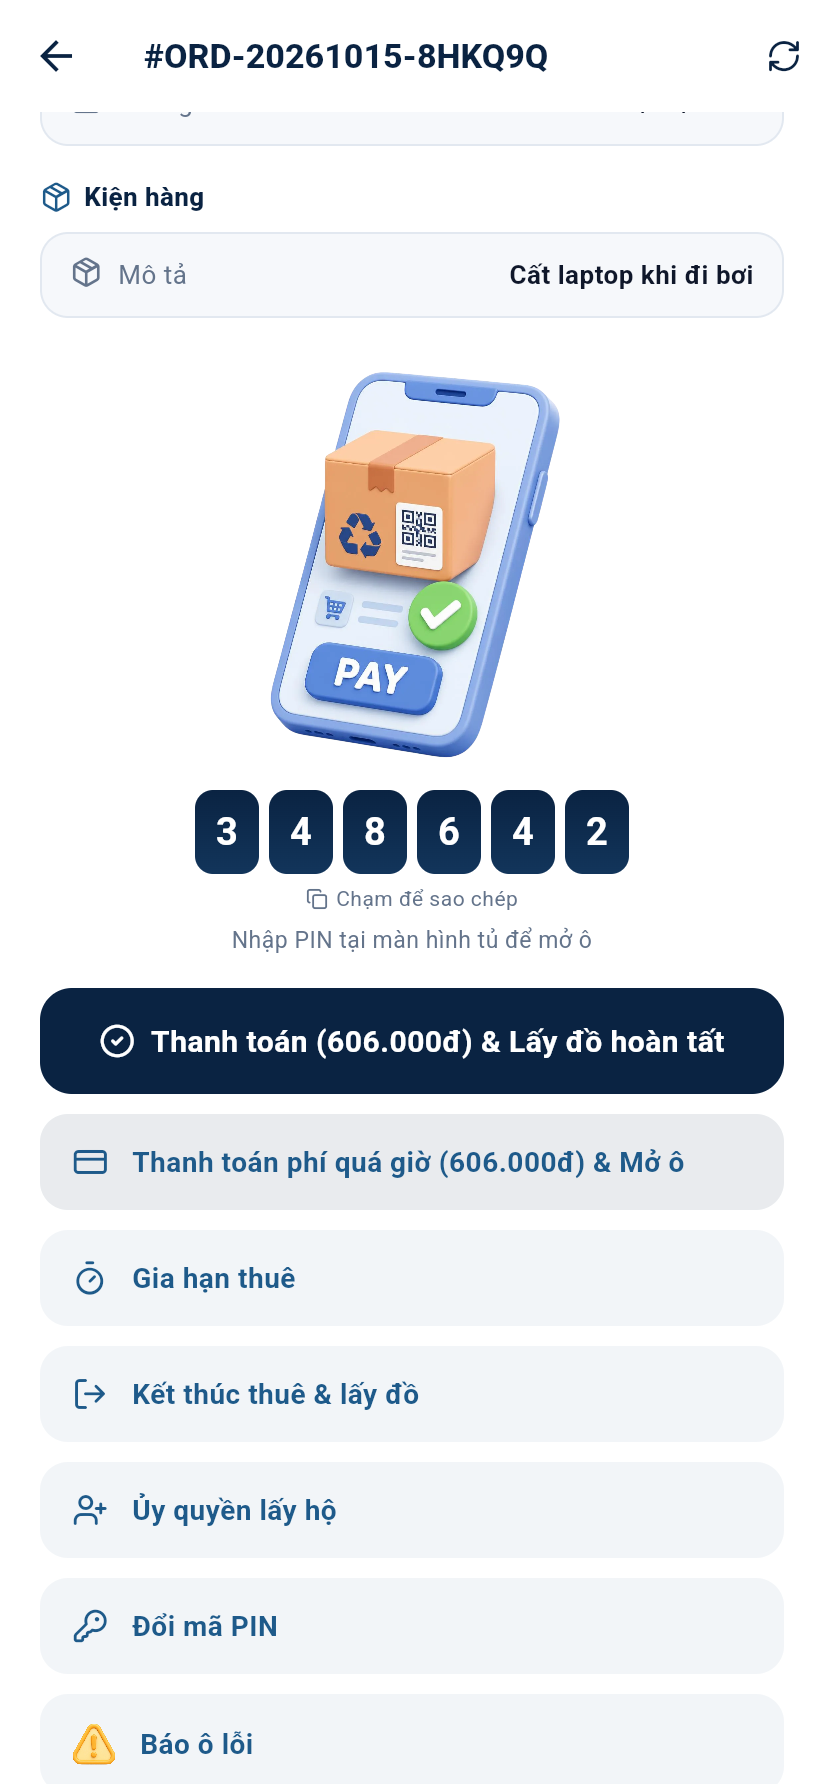 #ORD-20261015-8HKQ9Q
Kiện hàng
Mô tả
Cất laptop khi đi bơi
PAY
3 4 8 6 4 2
Chạm để sao chép
Nhập PIN tại màn hình tủ để mở ô
Thanh toán (606.000đ) & Lấy đồ hoàn tất
Thanh toán phí quá giờ (606.000đ) & Mở ô
Gia hạn thuê
Kết thúc thuê & lấy đồ
Ủy quyền lấy hộ
Đổi mã PIN
Báo ô lỗi